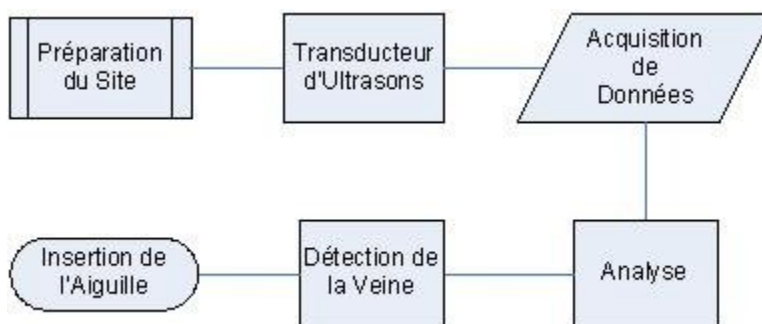 Préparation
du Site
Transducteur
d'Ultrasons
Acquisition
de
Données
Insertion de
l'Aiguille
Détection de
la Veine
Analyse